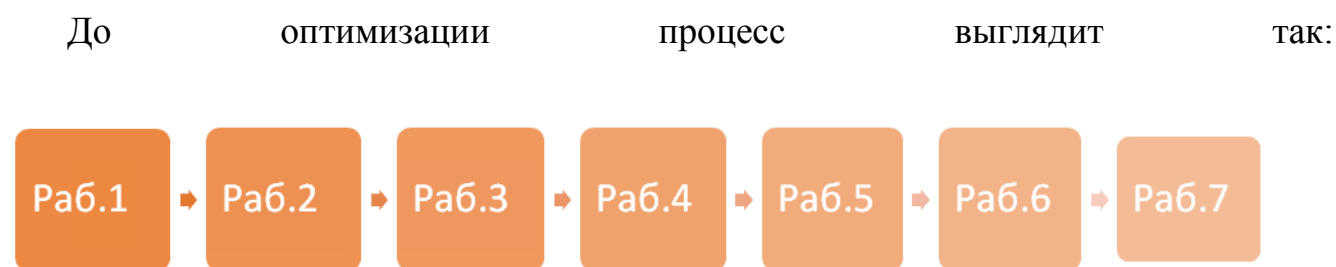 До оптимизации процесс выглядит так:
Раб.1 Раб.2 Раб.3 Раб.4 Раб.5 Раб.6 Раб.7